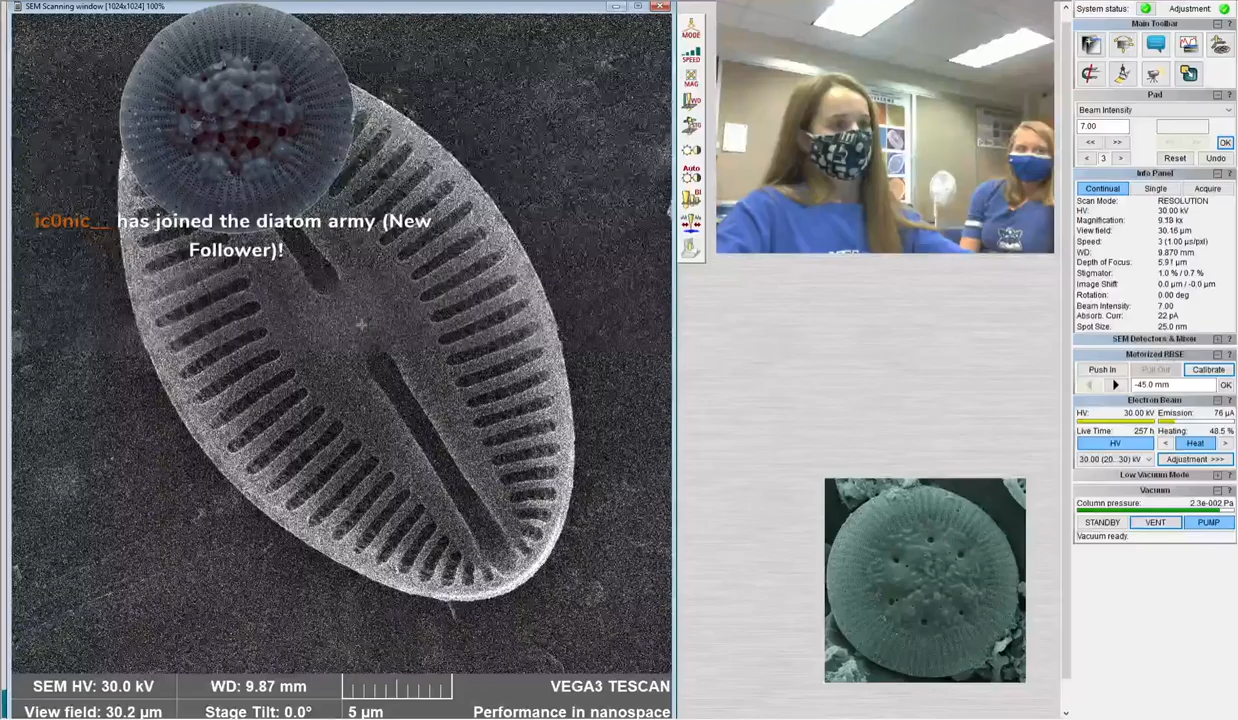 SEM Scanning window [1024x1024] 100%
ic0nic__ has joined the diatom army (New
Follower)!
SEM HV: 30.0 kV
WD: 9.87 mm
VEGA3 TESCAN
View field: 30.2 µm
Stage Tilt: 0.0°
5 µm
Performance in nanospace
MODE
SPEED
MAG
WD
Auto
BI
System status:
Adjustment:
Main Toolbar
Pad
Beam Intensity
7.00
<< >> OK
< 3 > Reset Undo
Info Panel
Continual Single Acquire
Scan Mode: RESOLUTION
HV: 30.00 kV
Magnification: 9.18 kx
View field: 30.16 µm
Speed: 3 (1.00 µs/pxl)
WD: 9.870 mm
Depth of Focus: 5.91 µm
Stigmator: 1.0 % / 0.7 %
Image Shift: 0.0 µm / -0.0 µm
Rotation: 0.00 deg
Beam Intensity: 7.00
Absorb. Curr: 22 pA
Spot Size: 25.0 nm
SEM Detectors & Mixer
Motorized RBSE
Push In Pull Out Calibrate
-45.0 mm OK
Electron Beam
HV: 30.00 kV Emission: 76 µA
Live Time: 257 h Heating: 48.5 %
HV < Heat >
30.00 (20...30) kV Adjustment >>>
Low Vacuum Mode
Vacuum
Column pressure: 2.3e-002 Pa
STANDBY VENT PUMP
Vacuum ready.